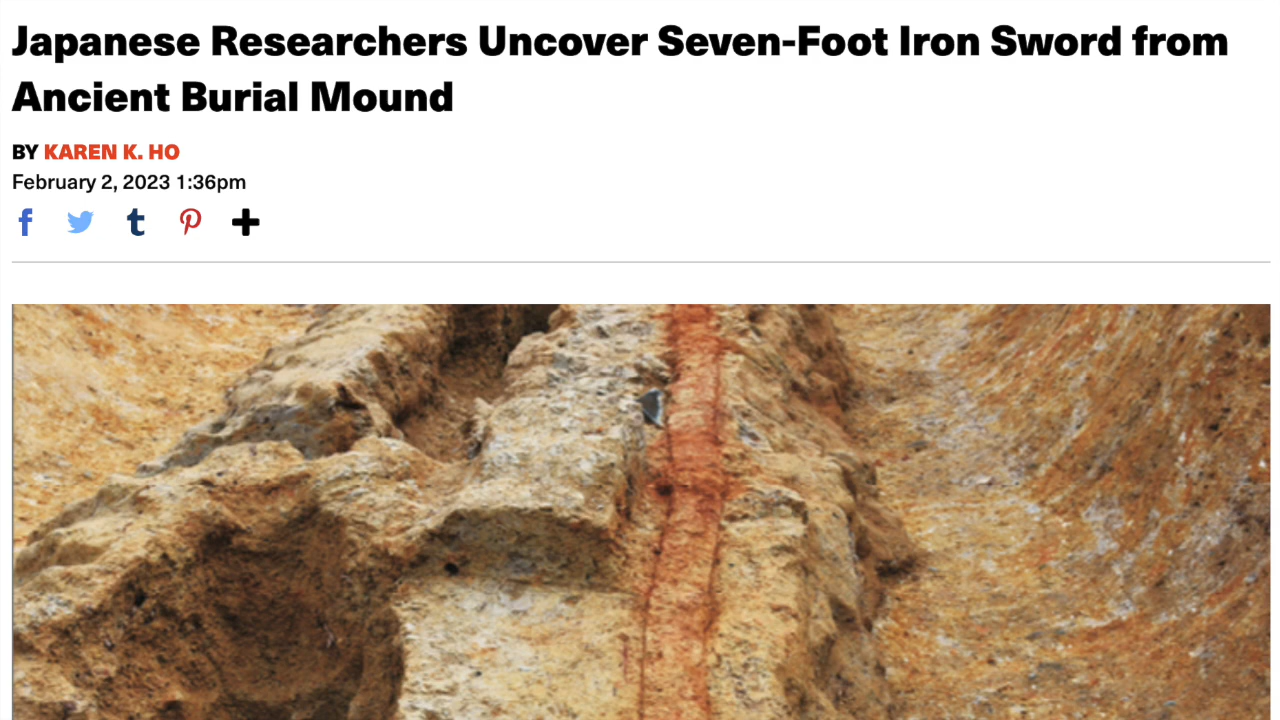 Japanese Researchers Uncover Seven-Foot Iron Sword from
Ancient Burial Mound
BY KAREN K. HO
February 2, 2023 1:36pm